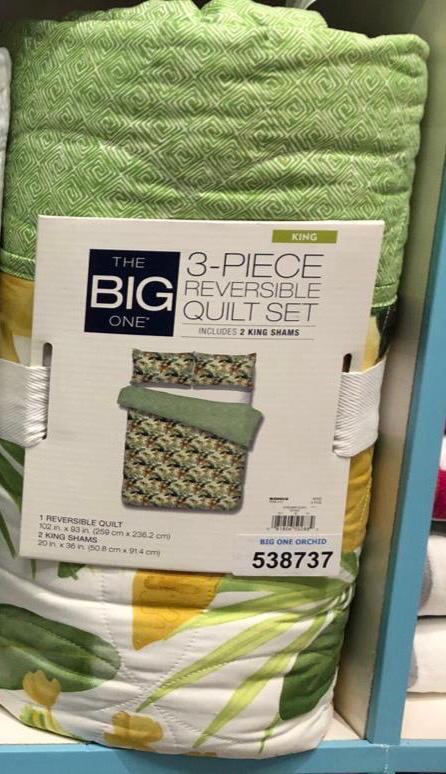 KING
THE
BIG
ONE
3-PIECE
REVERSIBLE
QUILT SET
INCLUDES 2 KING SHAMS
1 REVERSIBLE QUILT
102 in. x 93 in. (259 cm x 236.2 cm)
2 KING SHAMS
20 in. x 36 in. (50.8 cm x 91.4 cm)
BIG ONE ORCHID
538737